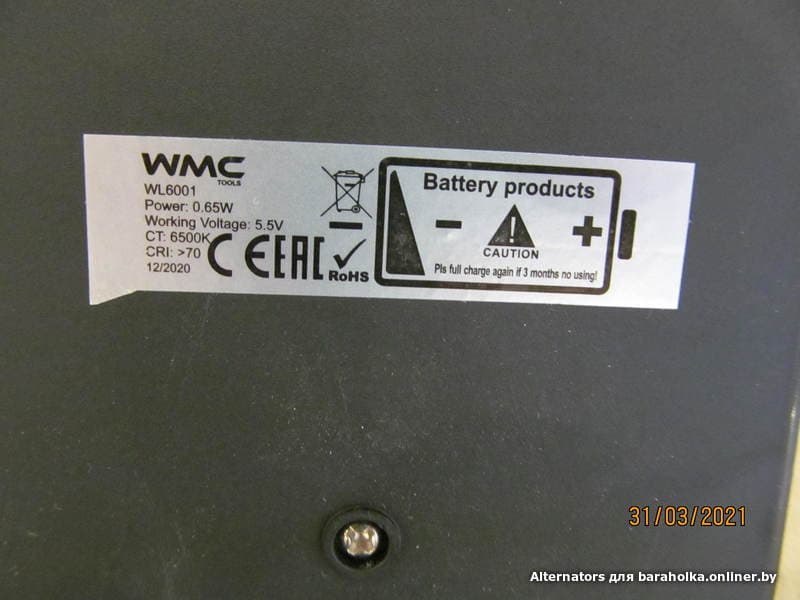 WMC
TOOLS
WL6001
Power: 0.65W
Working Voltage: 5.5V
CT: 6500K
CRI: >70
12/2020
CE EAC
RoHS
Battery products
- +
CAUTION
Pls full charge again if 3 months no using!
31/03/2021
Alternators для baraholka.onliner.by